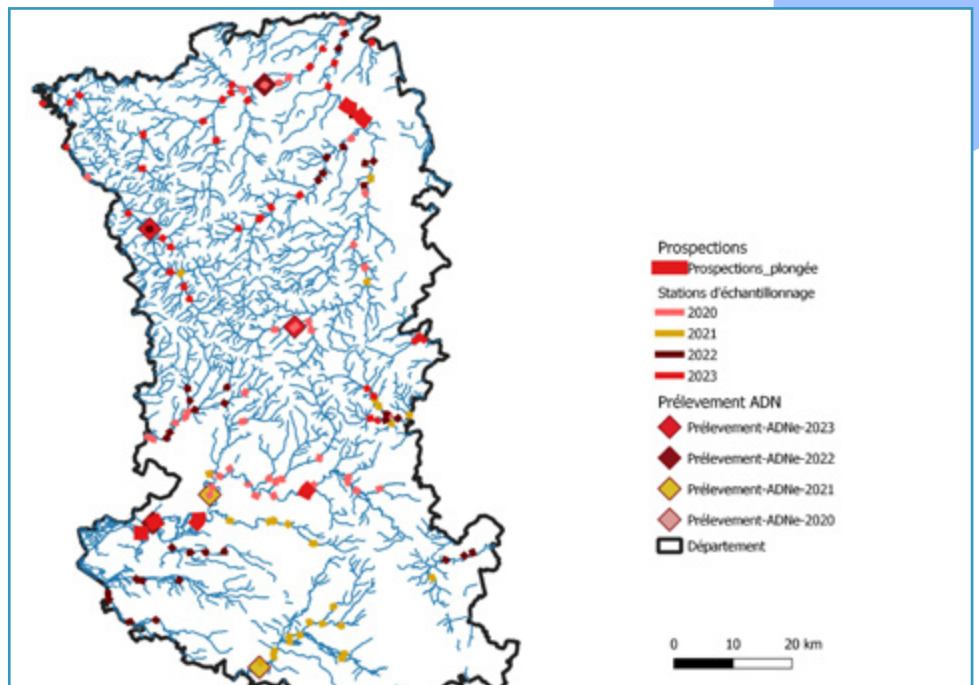 Prospections
Prospections_plongée
Stations d'échantillonnage
2020
2021
2022
2023
Prélevement ADN
Prélevement-ADNe-2023
Prélevement-ADNe-2022
Prélevement-ADNe-2021
Prélevement-ADNe-2020
Département
0 10 20 km